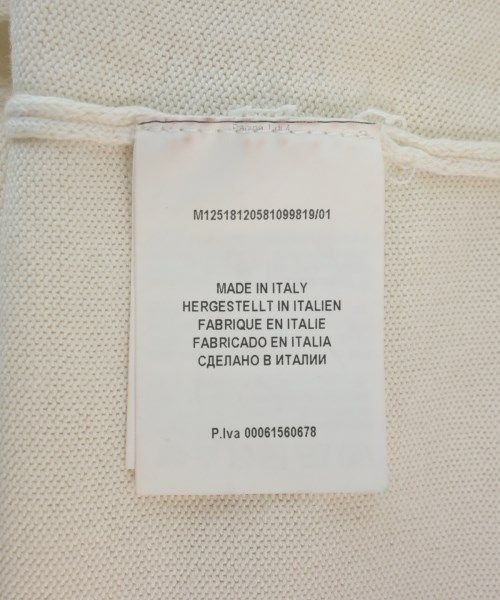 M12518120581099819/01
MADE IN ITALY
HERGESTELLT IN ITALIEN
FABRIQUE EN ITALIE
FABRICADO EN ITALIA
СДЕЛАНО В ИТАЛИИ
P.Iva 00061560678